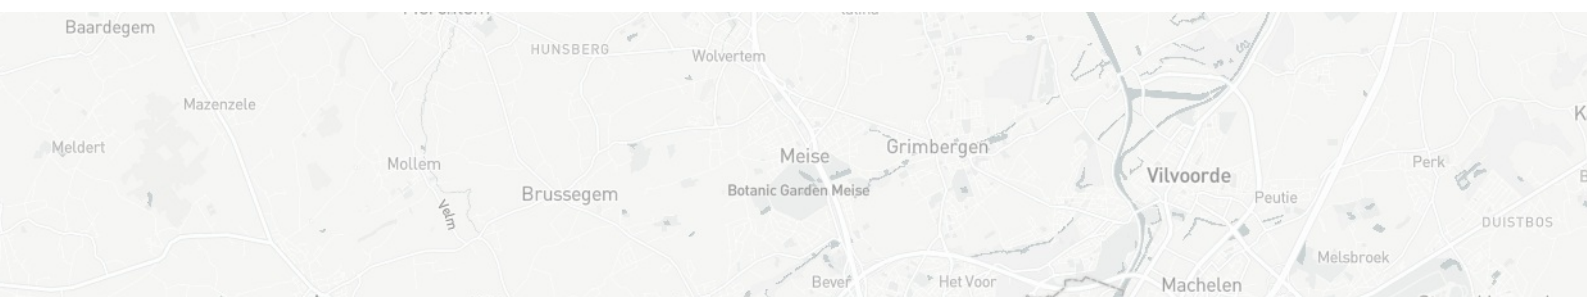 Baardegem
HUNSBERG
Wolvertem
Mazenzele
Meldert
Mollem
Meise
Grimbergen
Brussegem
Botanic Garden Meise
Vilvoorde
Perk
Peutie
Velm
DUISTBOS
Melsbroek
Het Voor
Machelen